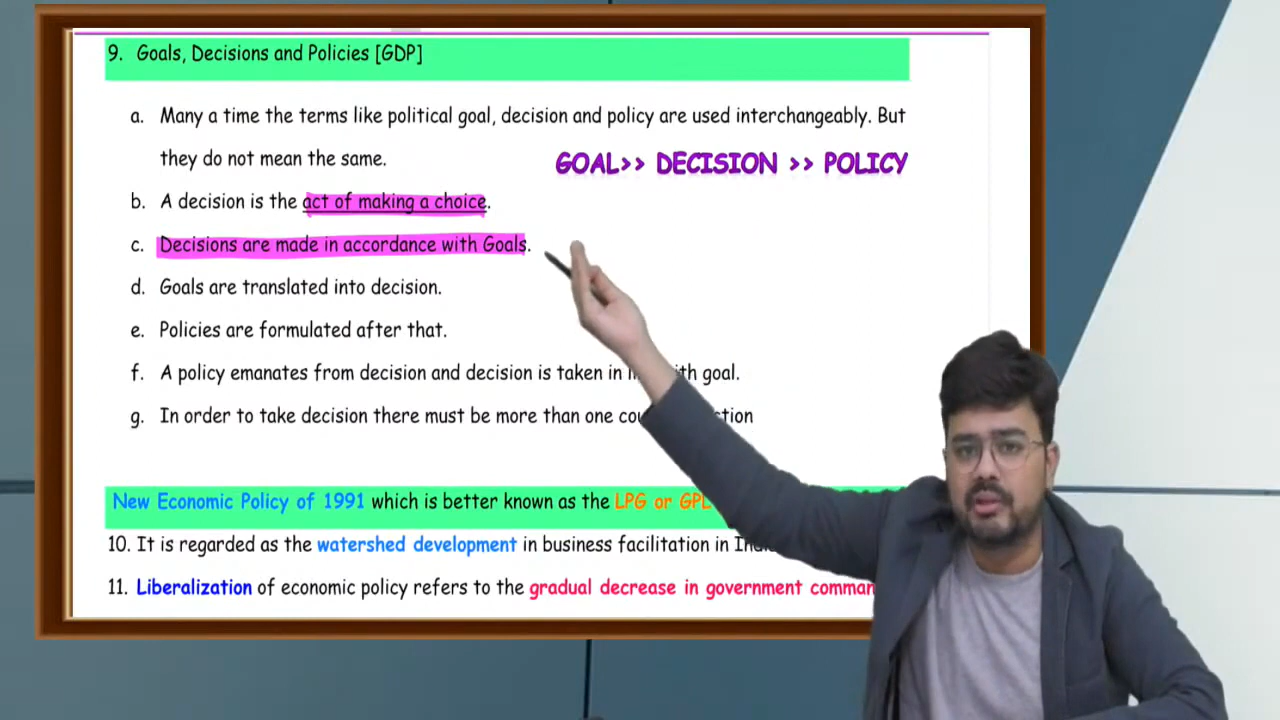 9. Goals, Decisions and Policies [GDP]
a. Many a time the terms like political goal, decision and policy are used interchangeably. But
they do not mean the same.
GOAL>> DECISION >> POLICY
b. A decision is the act of making a choice.
c. Decisions are made in accordance with Goals.
d. Goals are translated into decision.
e. Policies are formulated after that.
f. A policy emanates from decision and decision is taken in goal.
g. In order to take decision there must be more than one
New Economic Policy of 1991 which is better known as the LPG or GPL
10. It is regarded as the watershed development in business facilitation in
11. Liberalization of economic policy refers to the gradual decrease in government